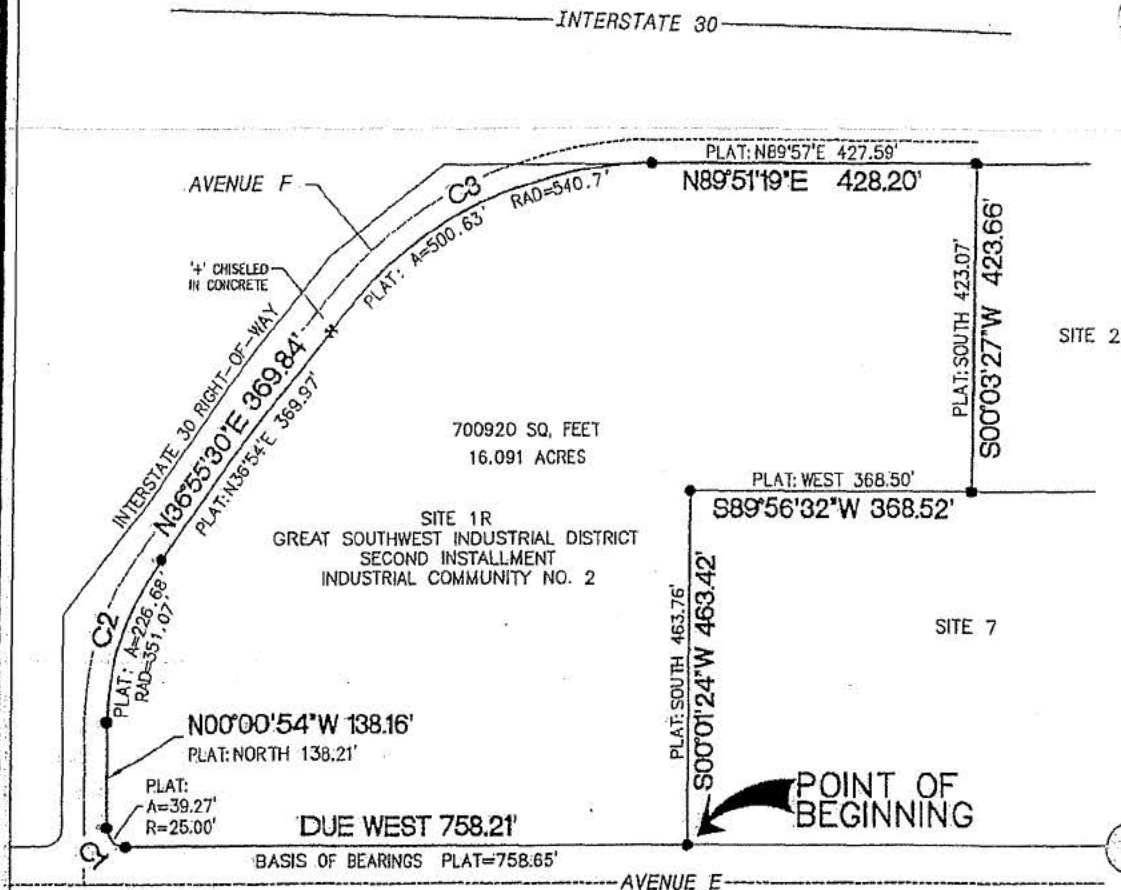 INTERSTATE 30
AVENUE F
C3
PLAT: N89°57'E 427.59'
N89°51'19"E 428.20'
RAD=540.7'
PLAT: A=500.63'
'+' CHISELED
IN CONCRETE
INTERSTATE 30 RIGHT-OF-WAY
N36°55'30"E 369.84'
PLAT: N36°54'E 369.97'
PLAT: SOUTH 423.07'
S00°03'27"W 423.66'
SITE 2
700920 SQ. FEET
16.091 ACRES
PLAT: WEST 368.50'
S89°56'32"W 368.52'
SITE 1R
GREAT SOUTHWEST INDUSTRIAL DISTRICT
SECOND INSTALLMENT
INDUSTRIAL COMMUNITY NO. 2
C2
PLAT: A=226.68'
RAD=351.07'
SITE 7
PLAT: SOUTH 463.76'
S00°01'24"W 463.42'
N00°00'54"W 138.16'
PLAT: NORTH 138.21'
PLAT:
A=39.27'
R=25.00'
POINT OF
BEGINNING
DUE WEST 758.21'
BASIS OF BEARINGS PLAT=758.65'
AVENUE E